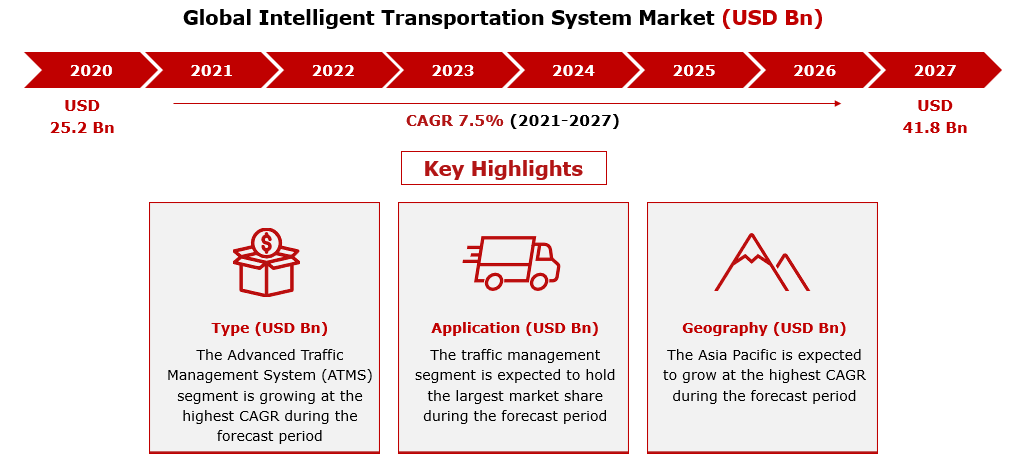 Global Intelligent Transportation System Market (USD Bn)
2020 2021 2022 2023 2024 2025 2026 2027
USD
25.2 Bn
CAGR 7.5% (2021-2027)
USD
41.8 Bn
Key Highlights
$
Type (USD Bn)
The Advanced Traffic
Management System (ATMS)
segment is growing at the
highest CAGR during the
forecast period
Application (USD Bn)
The traffic management
segment is expected to hold
the largest market share
during the forecast period
Geography (USD Bn)
The Asia Pacific is expected
to grow at the highest CAGR
during the forecast period